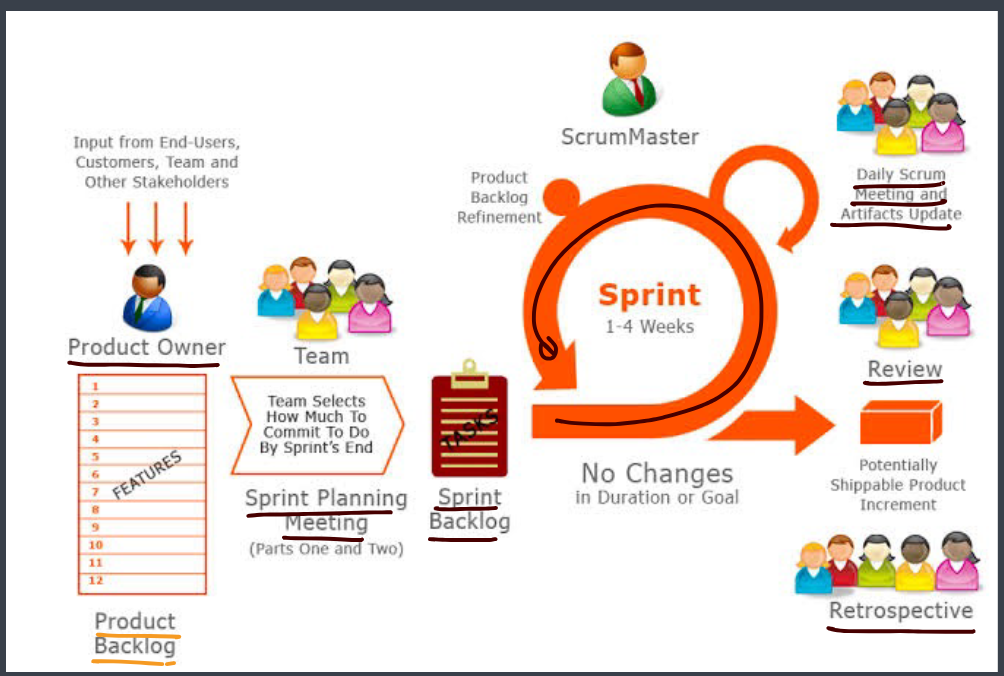 Input from End-Users,
Customers, Team and
Other Stakeholders
Product Owner
1
2
3
4
5
6
7
8
9
10
11
12
FEATURES
Product
Backlog
Team
Team Selects
How Much To
Commit To Do
By Sprint's End
Sprint Planning
Meeting
(Parts One and Two)
TASKS
Sprint
Backlog
ScrumMaster
Product
Backlog
Refinement
Sprint
1-4 Weeks
No Changes
in Duration or Goal
Daily Scrum
Meeting and
Artifacts Update
Review
Potentially
Shippable Product
Increment
Retrospective